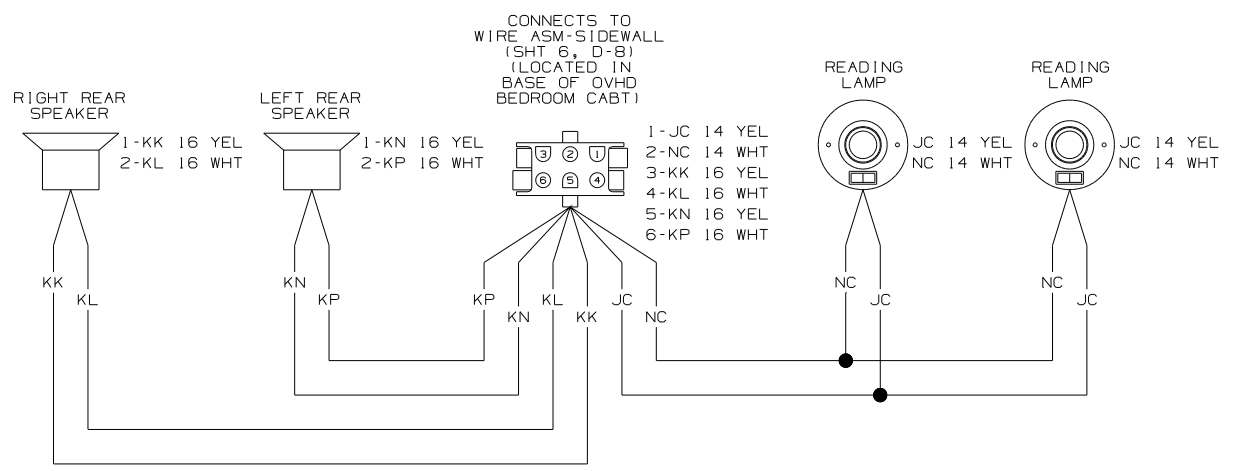 CONNECTS TO
WIRE ASM-SIDEWALL
(SHT 6, D-8)
(LOCATED IN
BASE OF OVHD
BEDROOM CABT)
RIGHT REAR
SPEAKER
1-KK 16 YEL
2-KL 16 WHT
LEFT REAR
SPEAKER
1-KN 16 YEL
2-KP 16 WHT
3 2 1
6 5 4
1-JC 14 YEL
2-NC 14 WHT
3-KK 16 YEL
4-KL 16 WHT
5-KN 16 YEL
6-KP 16 WHT
READING
LAMP
JC 14 YEL
NC 14 WHT
READING
LAMP
JC 14 YEL
NC 14 WHT
KK
KL
KN
KP
KP
KN
KL
KK
JC
NC
NC
JC
NC
JC